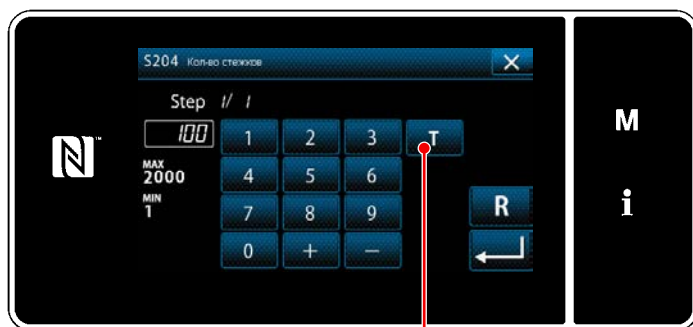 S204 Кол-во стежков
Step 1/ 1
100
1 2 3 T
MAX
2000
4 5 6
MIN
1
7 8 9 R
0 + −
M
i
N